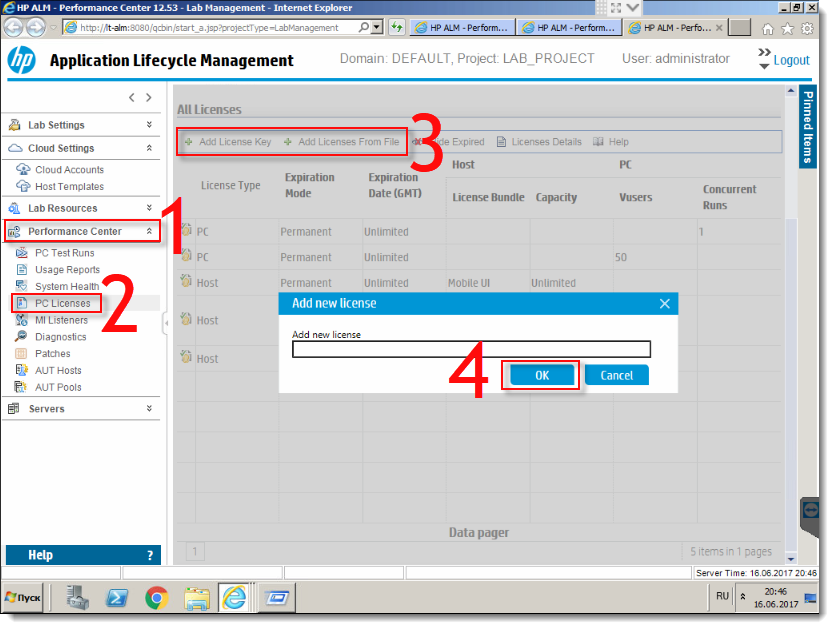 HP ALM - Performance Center 12.53 - Lab Management - Internet Explorer
http://lt-alm:8080/qcbin/start_a.jsp?projectType=LabManagement
HP ALM - Perform...
HP ALM - Perform...
HP ALM - Perfo...
hp
Application Lifecycle Management
Domain: DEFAULT, Project: LAB_PROJECT
User: administrator
Logout
Pinned Items
Lab Settings
Cloud Settings
Cloud Accounts
Host Templates
Lab Resources
Performance Center
1
PC Test Runs
Usage Reports
System Health
PC Licenses
2
MI Listeners
Diagnostics
Patches
AUT Hosts
AUT Pools
Servers
Help ?
All Licenses
Add License Key
Add Licenses From File
3
Expired
Licenses Details
Help
License Type
Expiration Mode
Expiration Date (GMT)
Host
License Bundle
Capacity
PC
Vusers
Concurrent Runs
PC Permanent Unlimited 1
PC Permanent Unlimited 50
Host Permanent Unlimited Mobile UI Unlimited
Host
Host
Add new license
Add new license
4
OK
Cancel
Data pager
1
5 items in 1 pages
Server Time: 16.06.2017 20:46
Пуск
RU
20:46
16.06.2017